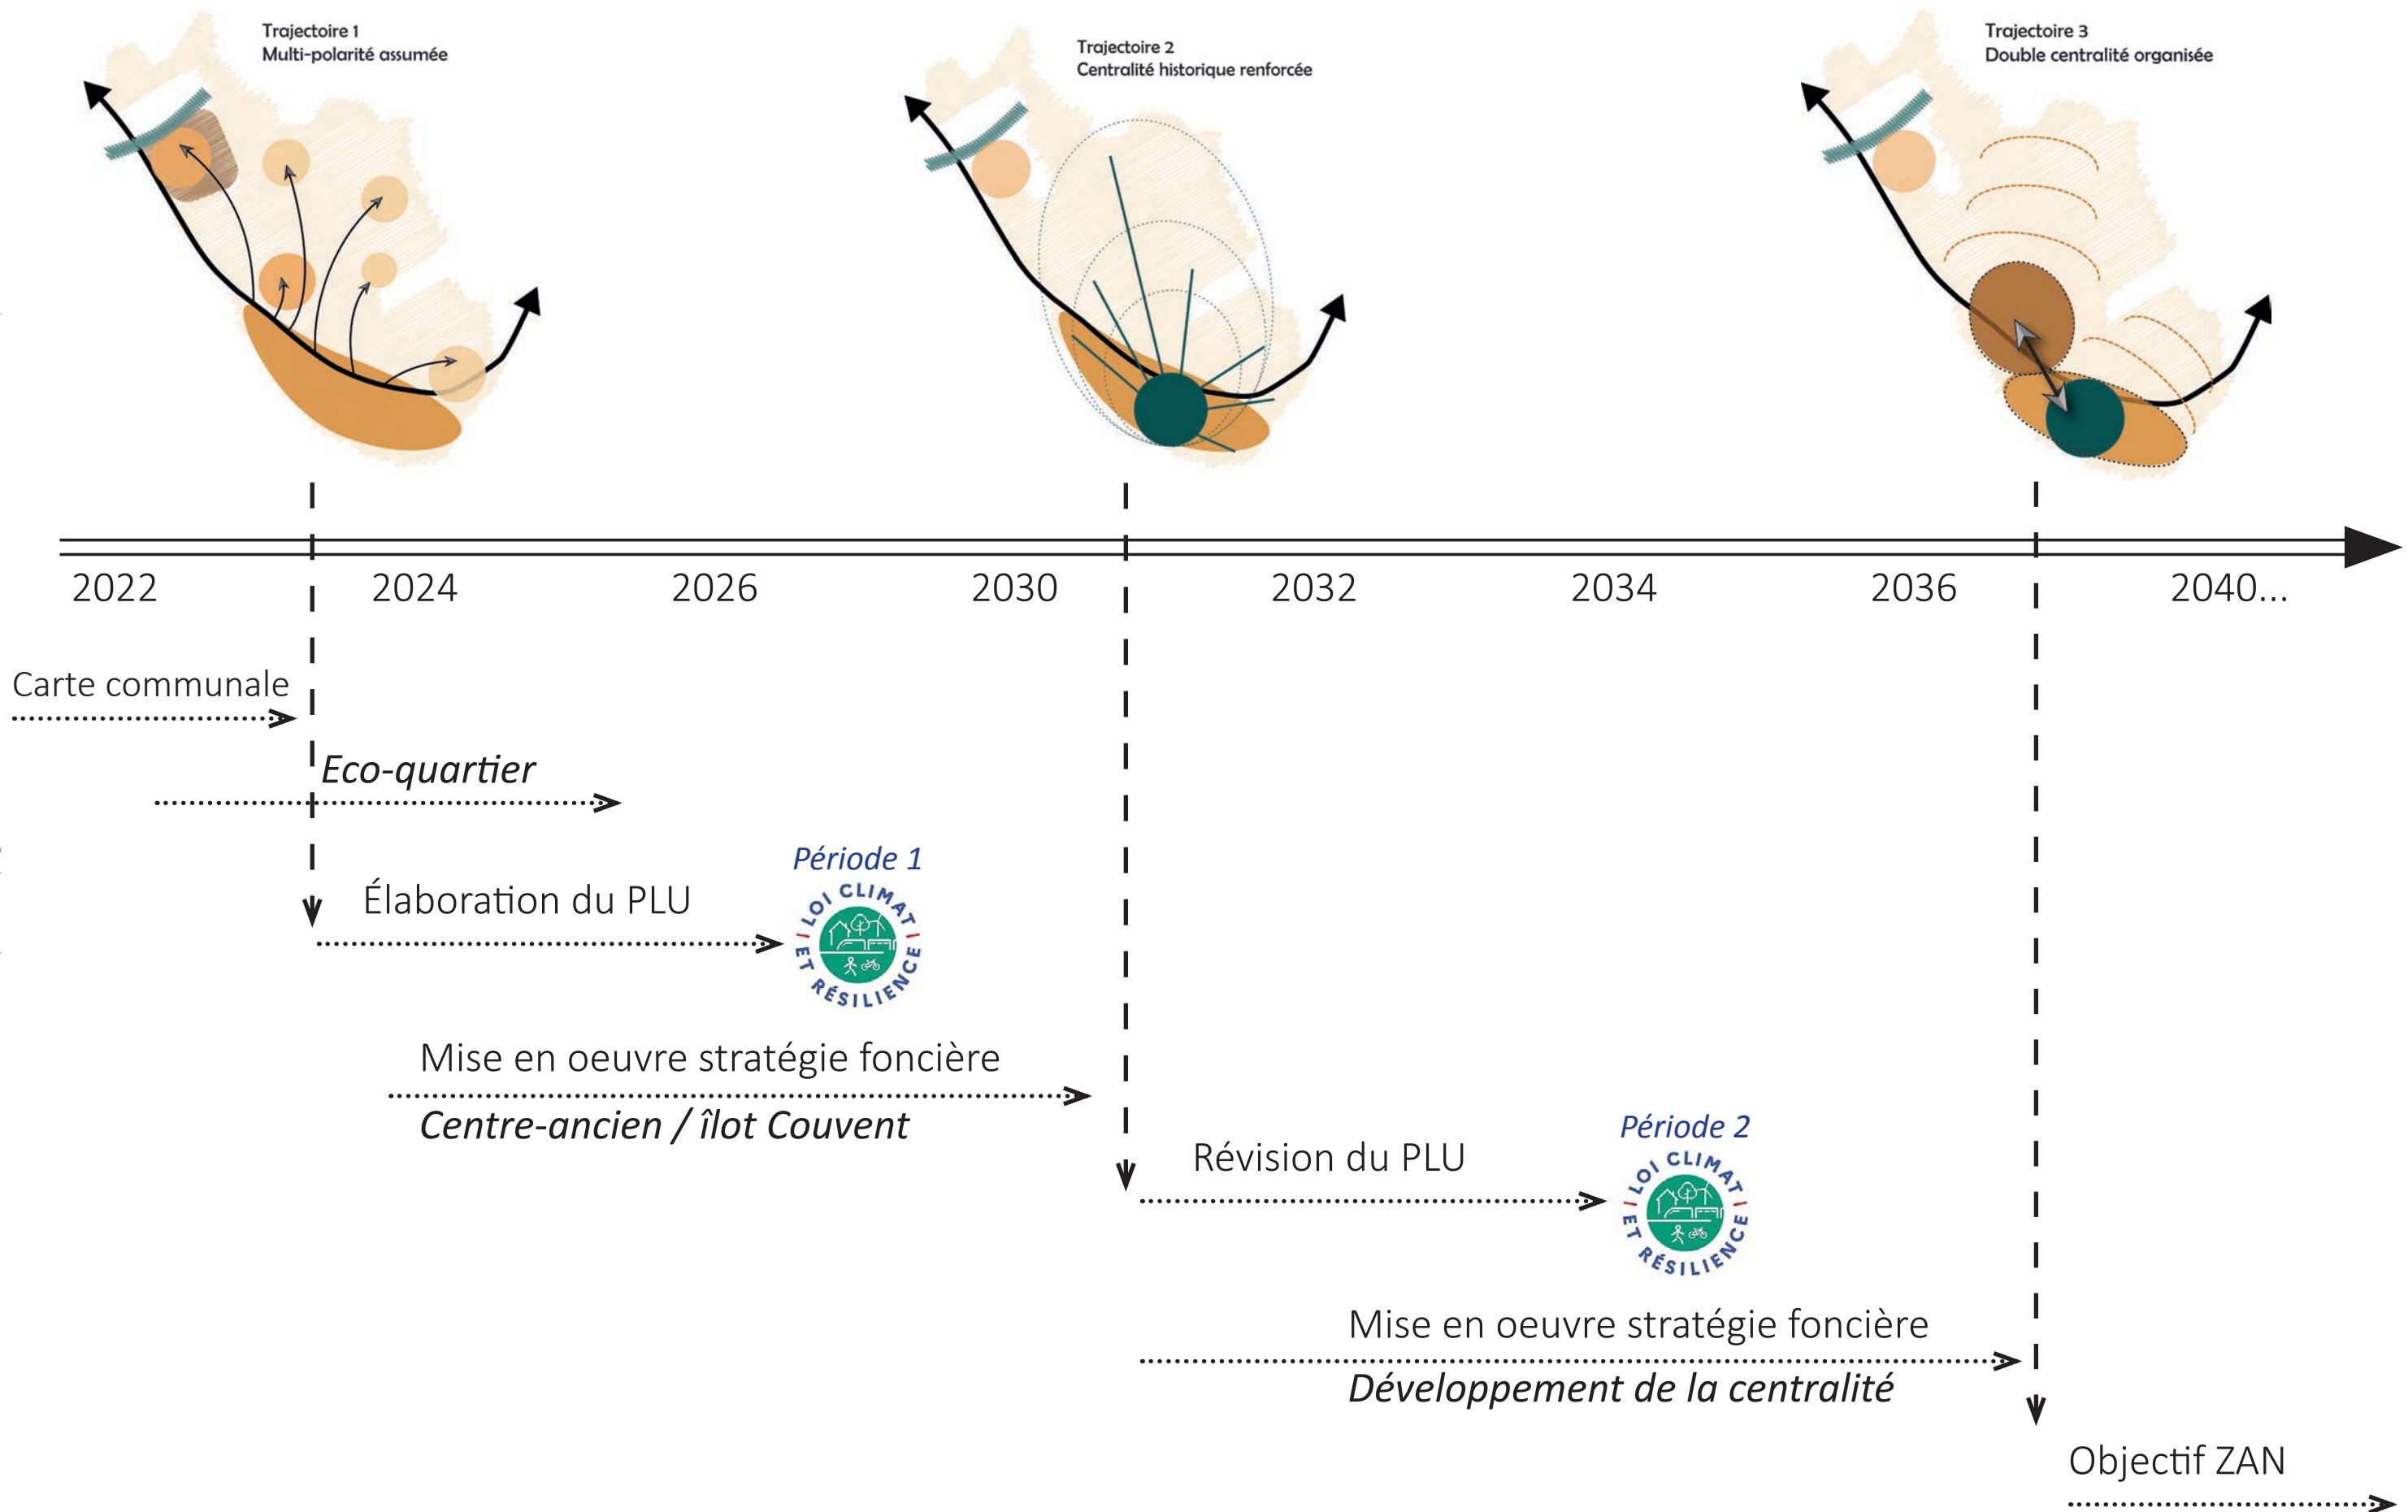 Trajectoire 1
Multi-polarité assumée
Trajectoire 2
Centralité historique renforcée
Trajectoire 3
Double centralité organisée
2022 2024 2026 2030 2032 2034 2036 2040...
Carte communale
Eco-quartier
Période 1
LOI CLIMAT
ET RÉSILIENCE
Élaboration du PLU
Mise en oeuvre stratégie foncière
Centre-ancien / îlot Couvent
Période 2
LOI CLIMAT
ET RÉSILIENCE
Révision du PLU
Mise en oeuvre stratégie foncière
Développement de la centralité
Objectif ZAN